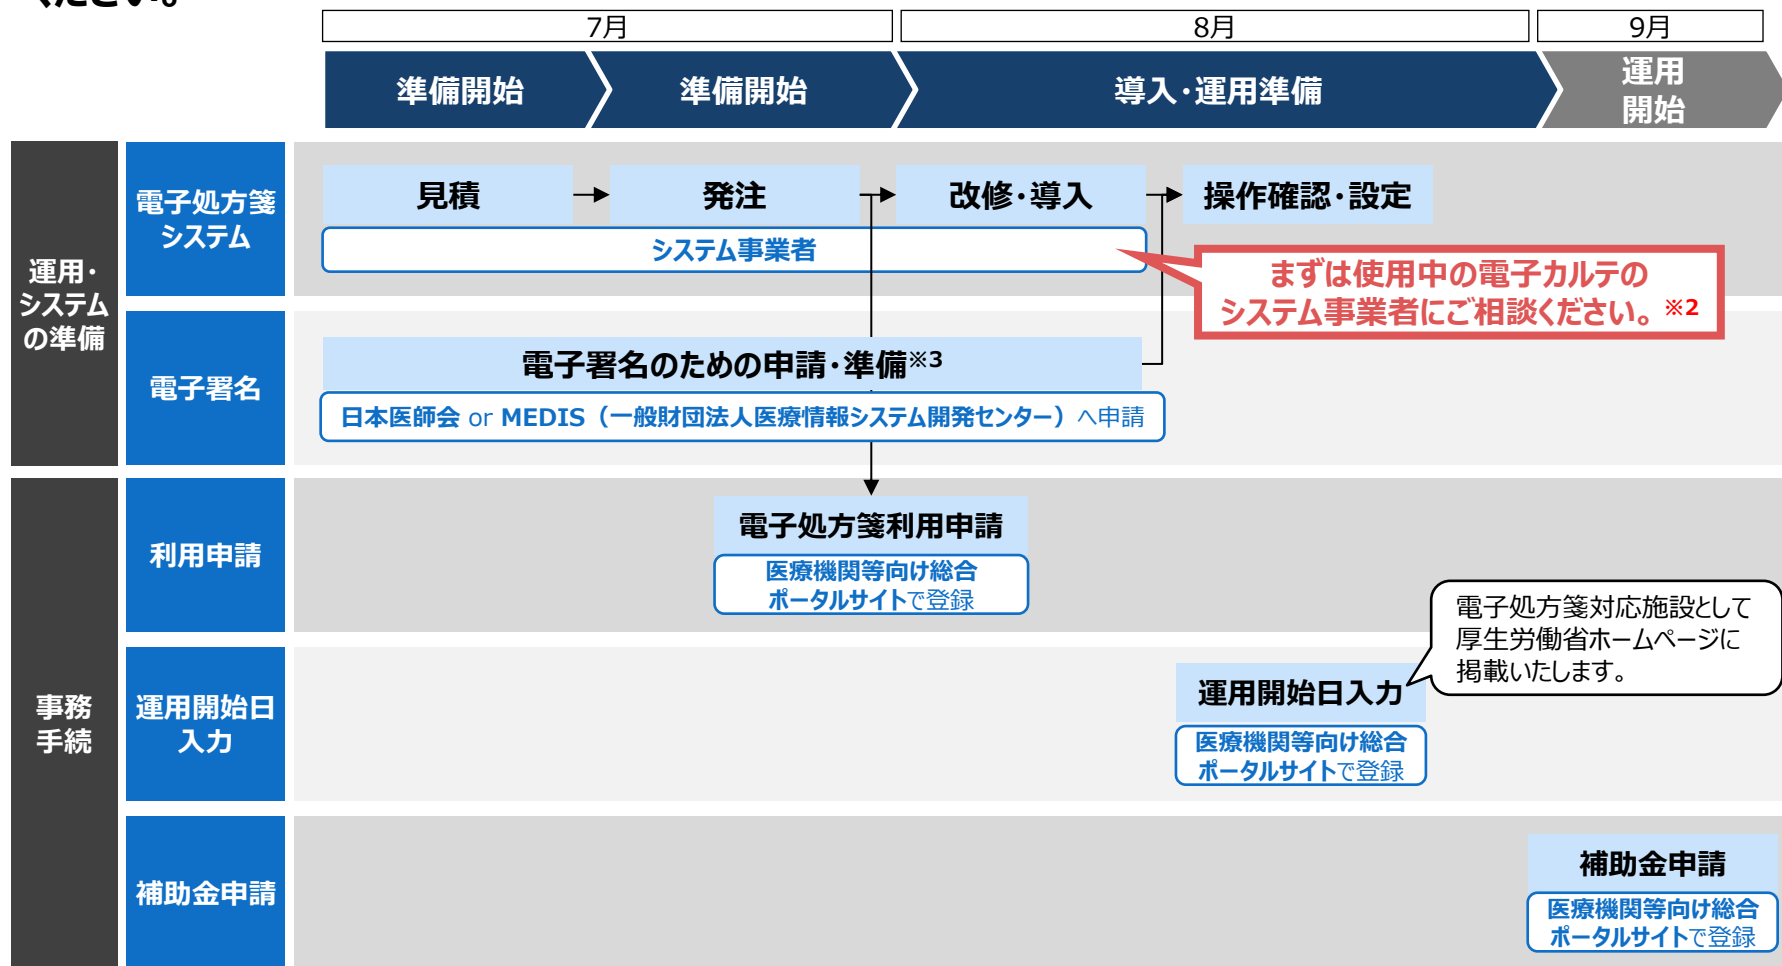 ください。
7月
8月
9月
準備開始
準備開始
導入・運用準備
運用
開始
運用・
システム
の準備
電子処方箋
システム
見積
発注
改修・導入
操作確認・設定
システム事業者
まずは使用中の電子カルテの
システム事業者にご相談ください。※2
電子署名
電子署名のための申請・準備※3
日本医師会 or MEDIS（一般財団法人医療情報システム開発センター）へ申請
事務
手続
利用申請
電子処方箋利用申請
医療機関等向け総合
ポータルサイトで登録
電子処方箋対応施設として
厚生労働省ホームページに
掲載いたします。
運用開始日
入力
運用開始日入力
医療機関等向け総合
ポータルサイトで登録
補助金申請
補助金申請
医療機関等向け総合
ポータルサイトで登録